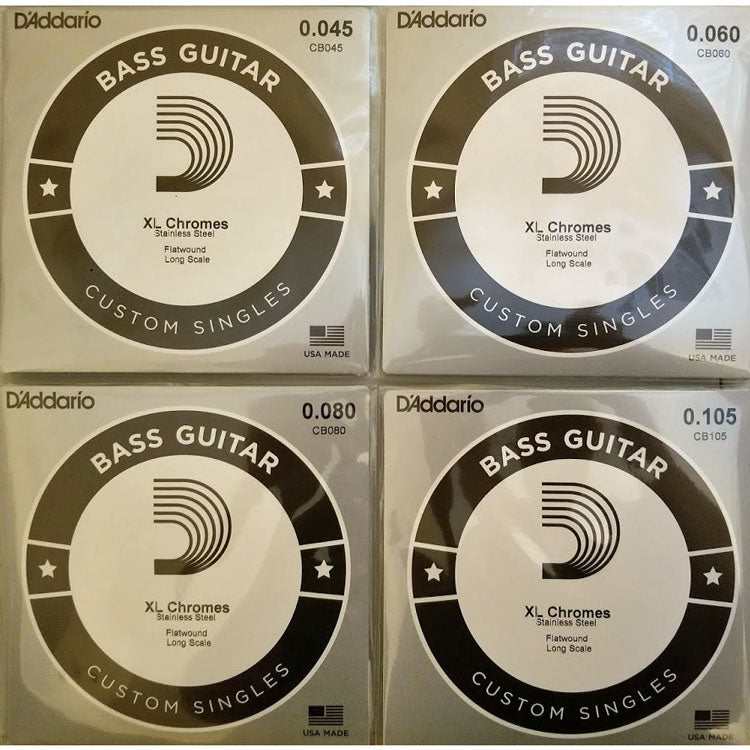 D'Addario
0.045
CB045
BASS GUITAR
XL Chromes
Stainless Steel
Flatwound
Long Scale
CUSTOM SINGLES
USA MADE
D'Addario
0.060
CB060
BASS GUITAR
XL Chromes
Stainless Steel
Flatwound
Long Scale
CUSTOM SINGLES
USA MADE
D'Addario
0.080
CB080
BASS GUITAR
XL Chromes
Stainless Steel
Flatwound
Long Scale
CUSTOM SINGLES
USA MADE
D'Addario
0.105
CB105
BASS GUITAR
XL Chromes
Stainless Steel
Flatwound
Long Scale
CUSTOM SINGLES
USA MADE